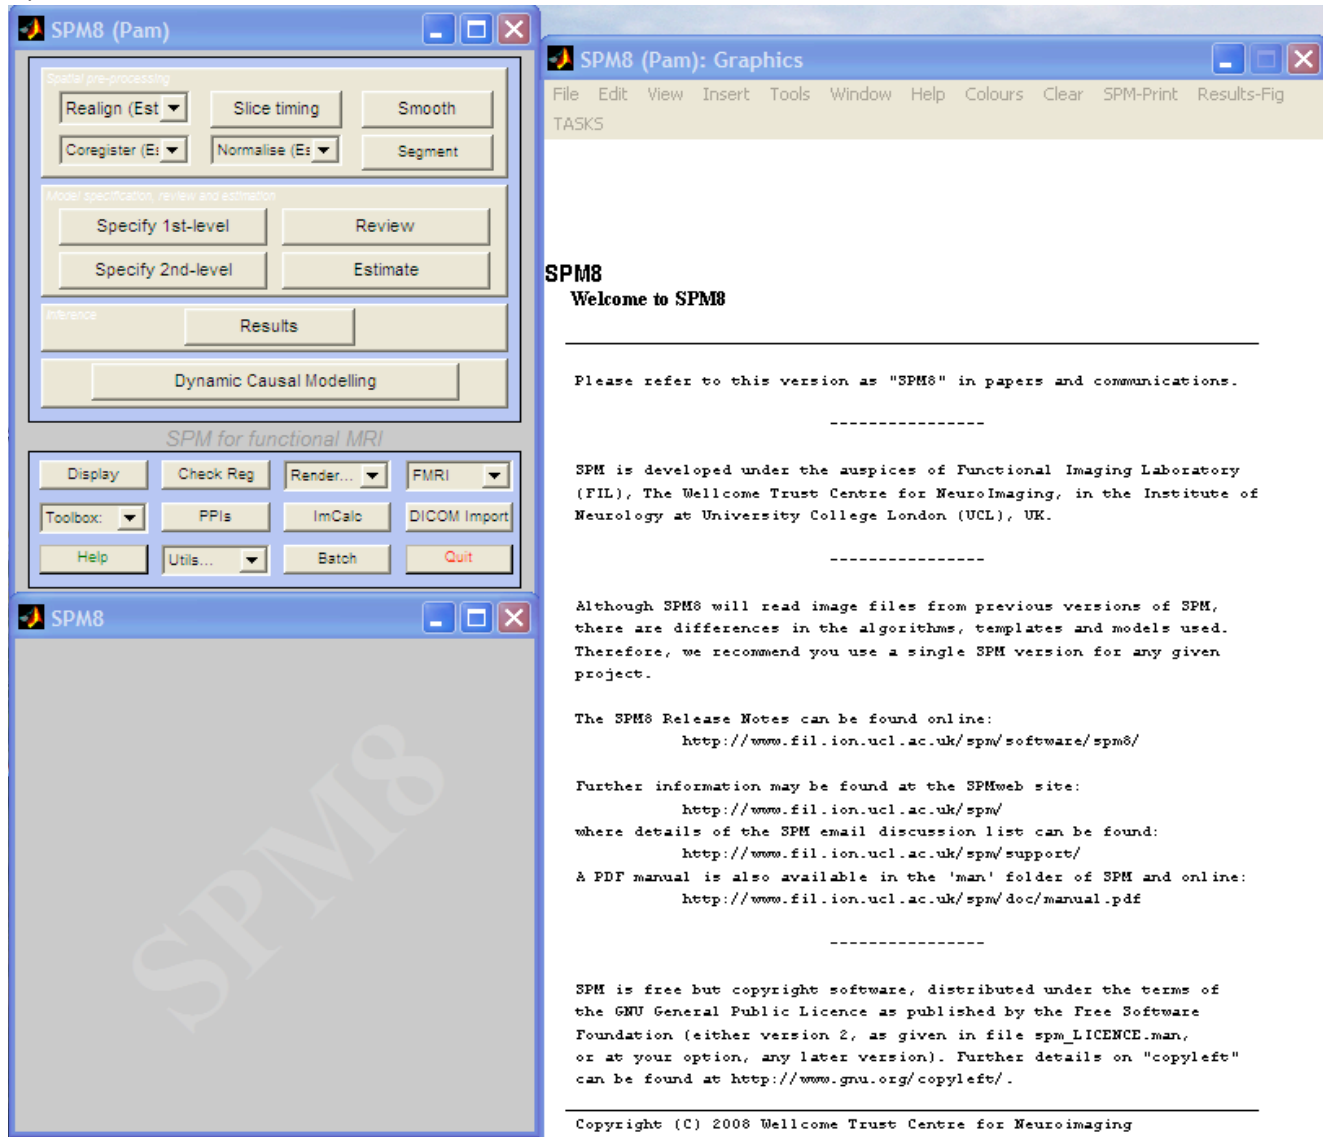 SPM8 (Pam)
Spatial pre-processing
Realign (Est
Slice timing
Smooth
Coregister (Es
Normalise (Es
Segment
Model specification, review and estimation
Specify 1st-level
Review
Specify 2nd-level
Estimate
Inference
Results
Dynamic Causal Modelling
SPM for functional MRI
Display
Check Reg
Render...
FMRI
Toolbox:
PPIs
ImCalc
DICOM Import
Help
Utils...
Batch
Quit
SPM8
SPM8
SPM8 (Pam): Graphics
File Edit View Insert Tools Window Help Colours Clear SPM-Print Results-Fig
TASKS
SPM8
Welcome to SPM8
Please refer to this version as "SPM8" in papers and communications.
----------------
SPM is developed under the auspices of Functional Imaging Laboratory
(FIL), The Wellcome Trust Centre for NeuroImaging, in the Institute of
Neurology at University College London (UCL), UK.
----------------
Although SPM8 will read image files from previous versions of SPM,
there are differences in the algorithms, templates and models used.
Therefore, we recommend you use a single SPM version for any given
project.
The SPM8 Release Notes can be found online:
http://www.fil.ion.ucl.ac.uk/spm/software/spm8/
Further information may be found at the SPMweb site:
http://www.fil.ion.ucl.ac.uk/spm/
where details of the SPM email discussion list can be found:
http://www.fil.ion.ucl.ac.uk/spm/support/
A PDF manual is also available in the 'man' folder of SPM and online:
http://www.fil.ion.ucl.ac.uk/spm/doc/manual.pdf
----------------
SPM is free but copyright software, distributed under the terms of
the GNU General Public Licence as published by the Free Software
Foundation (either version 2, as given in file spm_LICENCE.man,
or at your option, any later version). Further details on "copyleft"
can be found at http://www.gnu.org/copyleft/.
Copyright (C) 2008 Wellcome Trust Centre for Neuroimaging